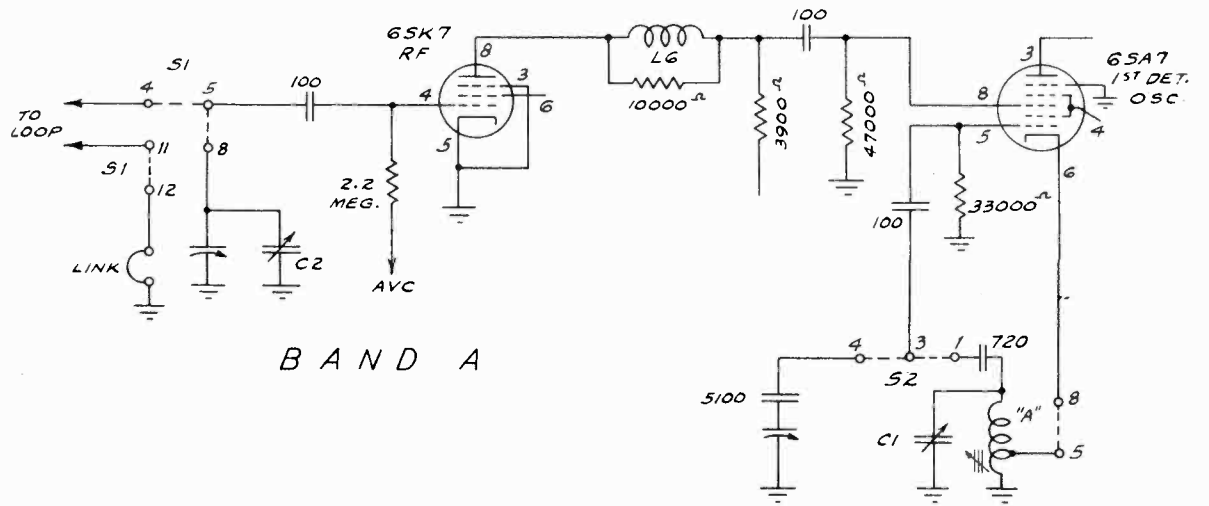 6SK7
RF
8
3
6
4
5
S1
4
5
100
TO
LOOP
11
S1
8
12
LINK
C2
2.2
MEG.
AVC
L6
10000Ω
100
3900Ω
47000Ω
3
6SA7
1ST DET.
OSC.
8
4
5
6
100
33000Ω
BAND A
4
3
1
720
S2
5100
C1
"A"
8
5